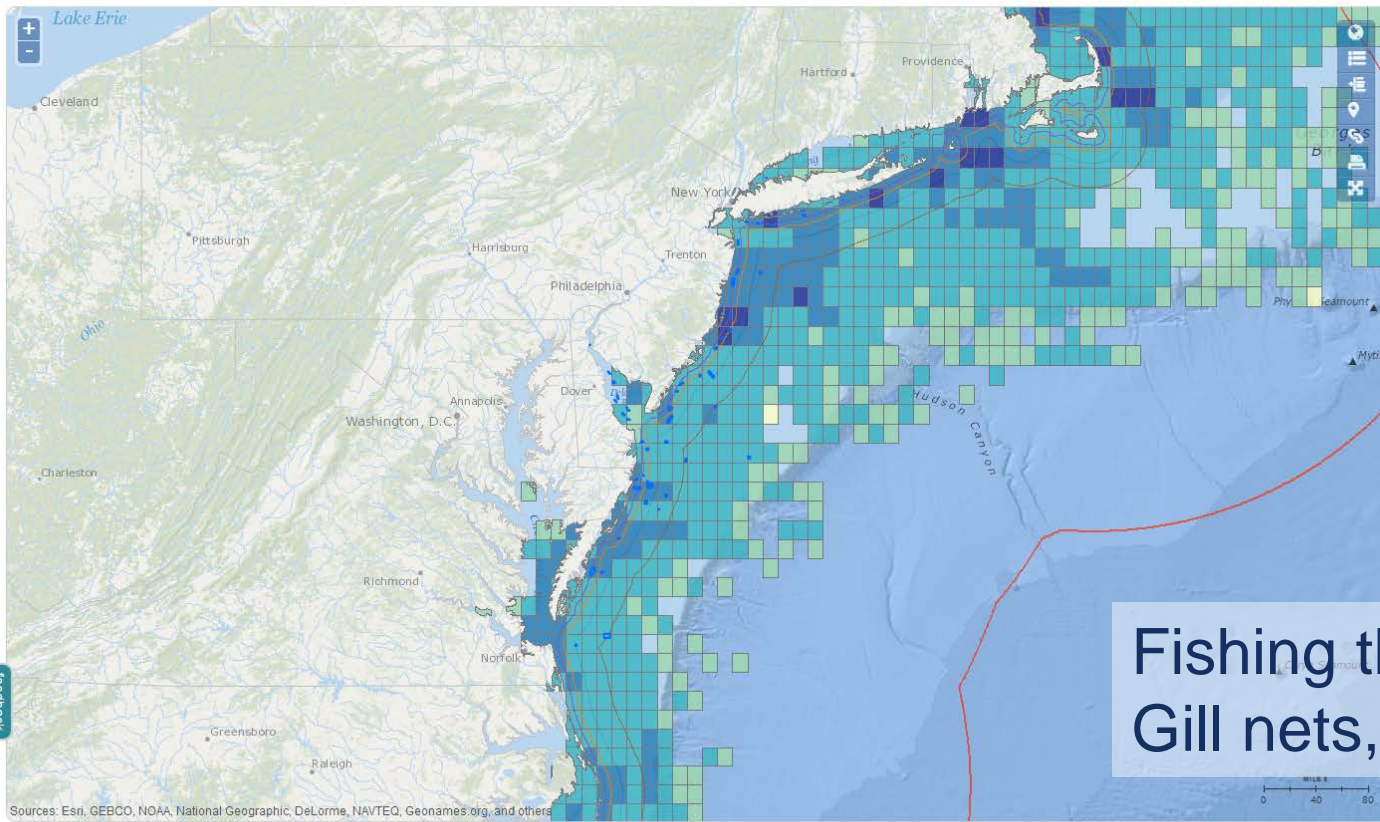 Lake Erie
+
-
Cleveland
Hartford
Providence
Pittsburgh
New York
Harrisburg
Trenton
Philadelphia
Ohio
Dover
Annapolis
Washington, D.C.
Hudson Canyon
Charleston
Richmond
Norfolk
Greensboro
Raleigh
feedback
Fishing
Gill nets,
MILES
0 40 80
Sources: Esri, GEBCO, NOAA, National Geographic, DeLorme, NAVTEQ, Geonames.org, and others